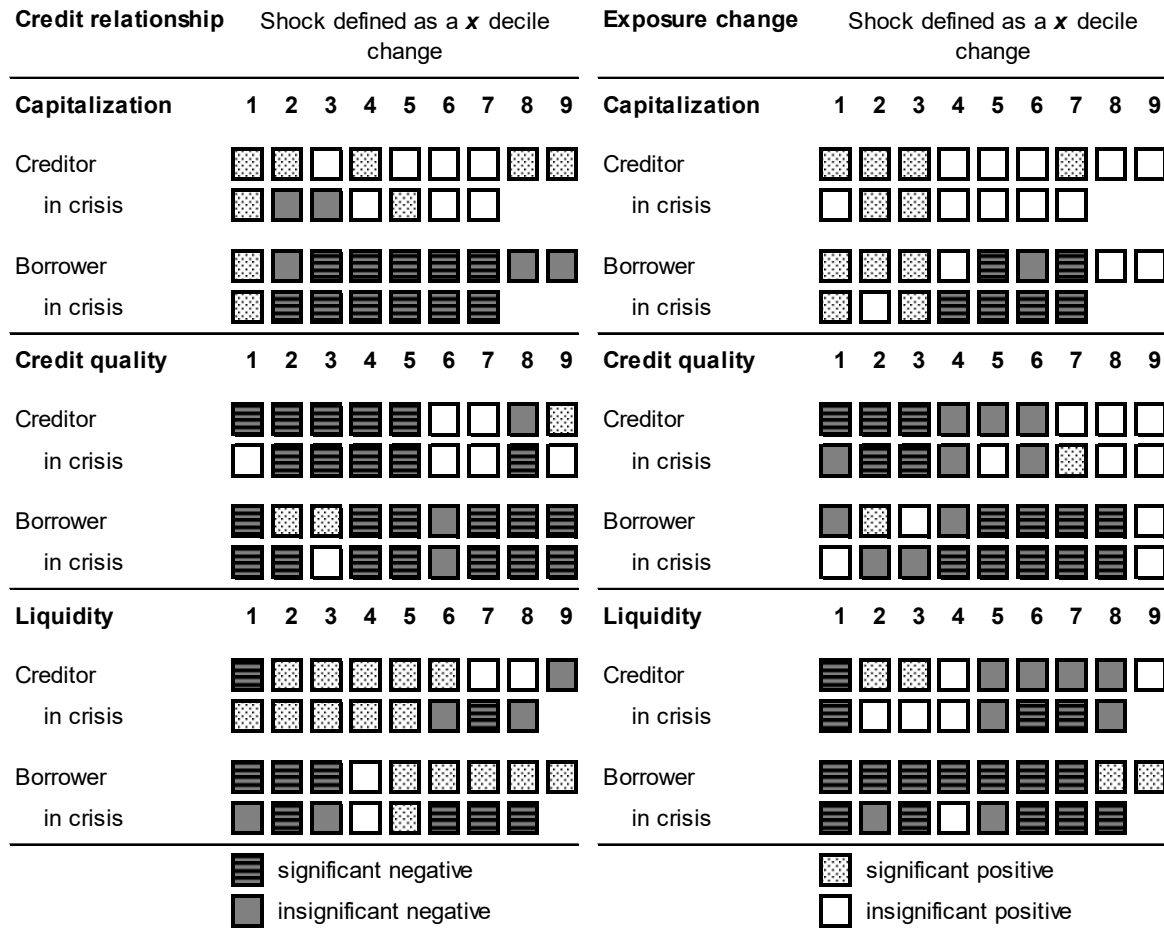 Credit relationship Shock defined as a x decile change
Exposure change Shock defined as a x decile change
Capitalization 1 2 3 4 5 6 7 8 9
Creditor
in crisis
Borrower
in crisis
Credit quality 1 2 3 4 5 6 7 8 9
Creditor
in crisis
Borrower
in crisis
Liquidity 1 2 3 4 5 6 7 8 9
Creditor
in crisis
Borrower
in crisis
significant negative
insignificant negative
Capitalization 1 2 3 4 5 6 7 8 9
Creditor
in crisis
Borrower
in crisis
Credit quality 1 2 3 4 5 6 7 8 9
Creditor
in crisis
Borrower
in crisis
Liquidity 1 2 3 4 5 6 7 8 9
Creditor
in crisis
Borrower
in crisis
significant positive
insignificant positive